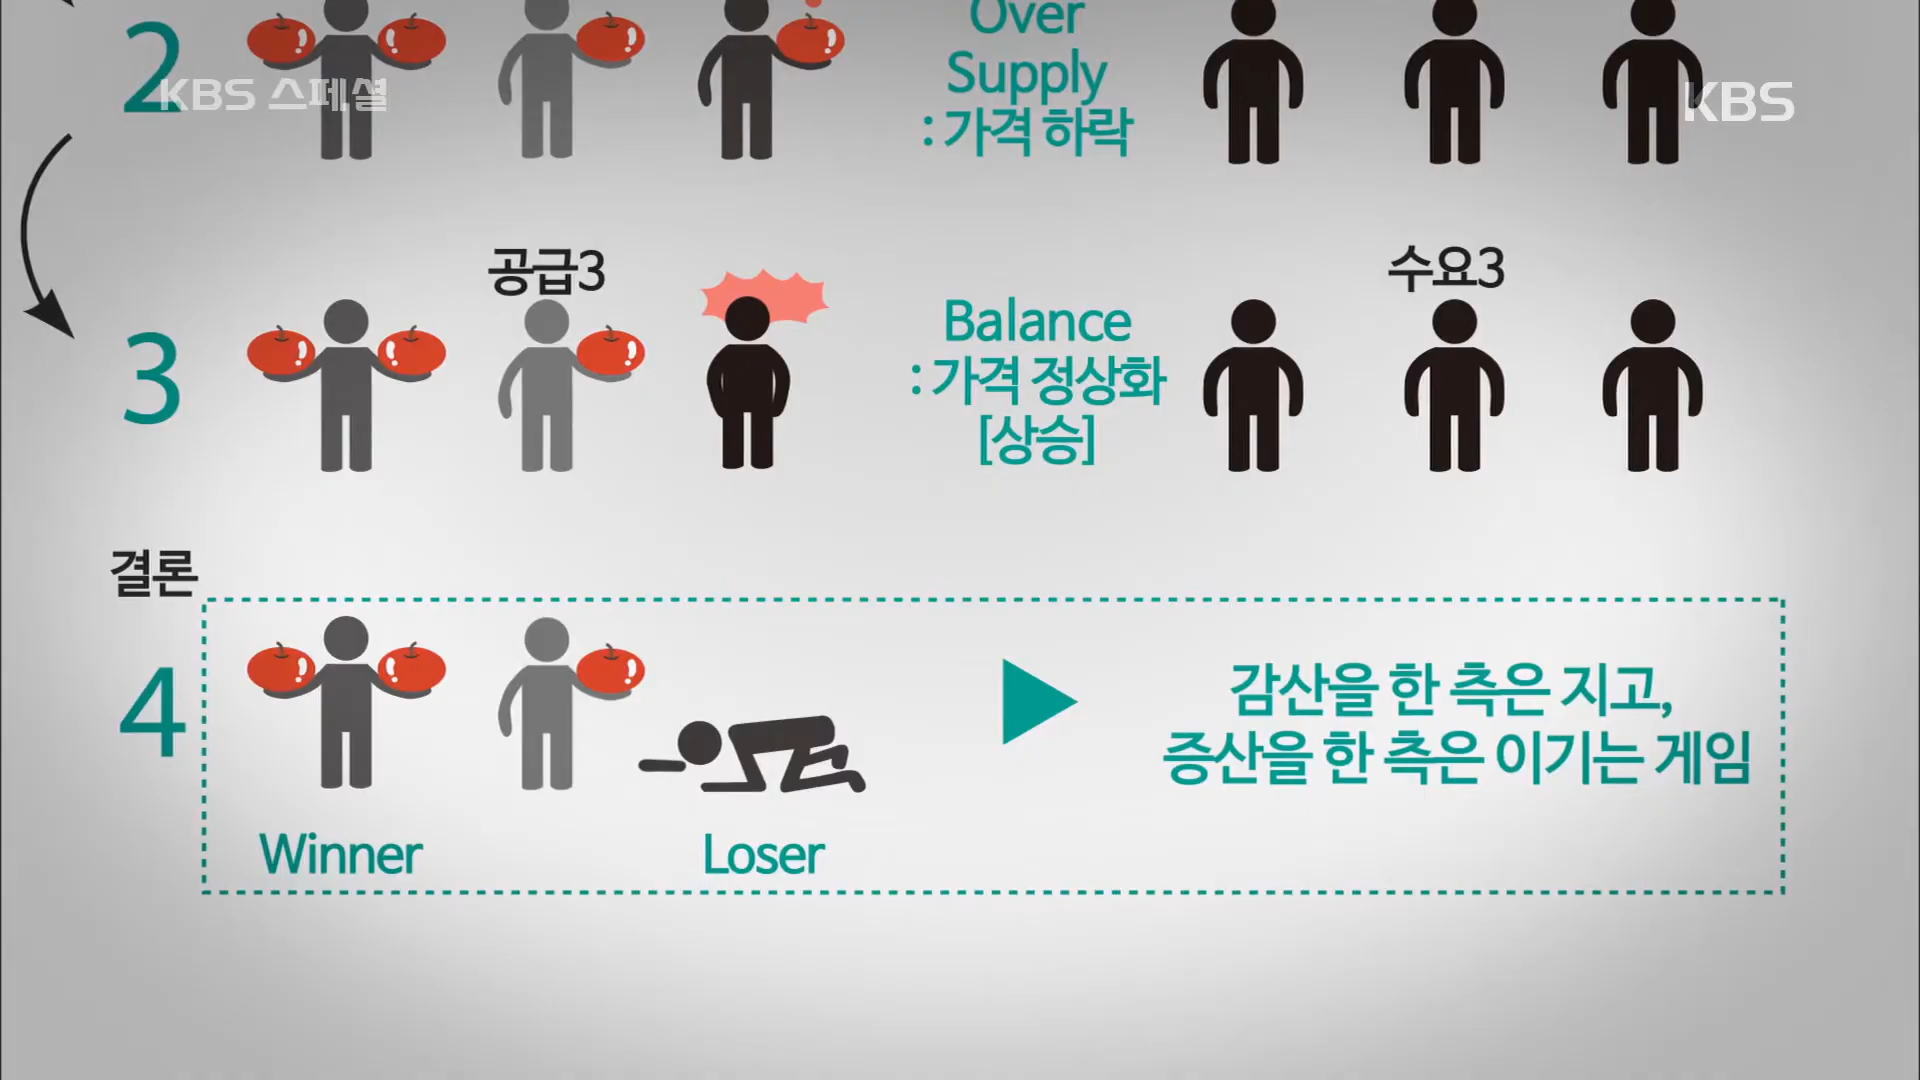 2
KBS 스페셜
KBS
Over
Supply
: 가격 하락
공급3
수요3
3
Balance
: 가격 정상화
[상승]
결론
4
감산을 한 측은 지고,
증산을 한 측은 이기는 게임
Winner
Loser